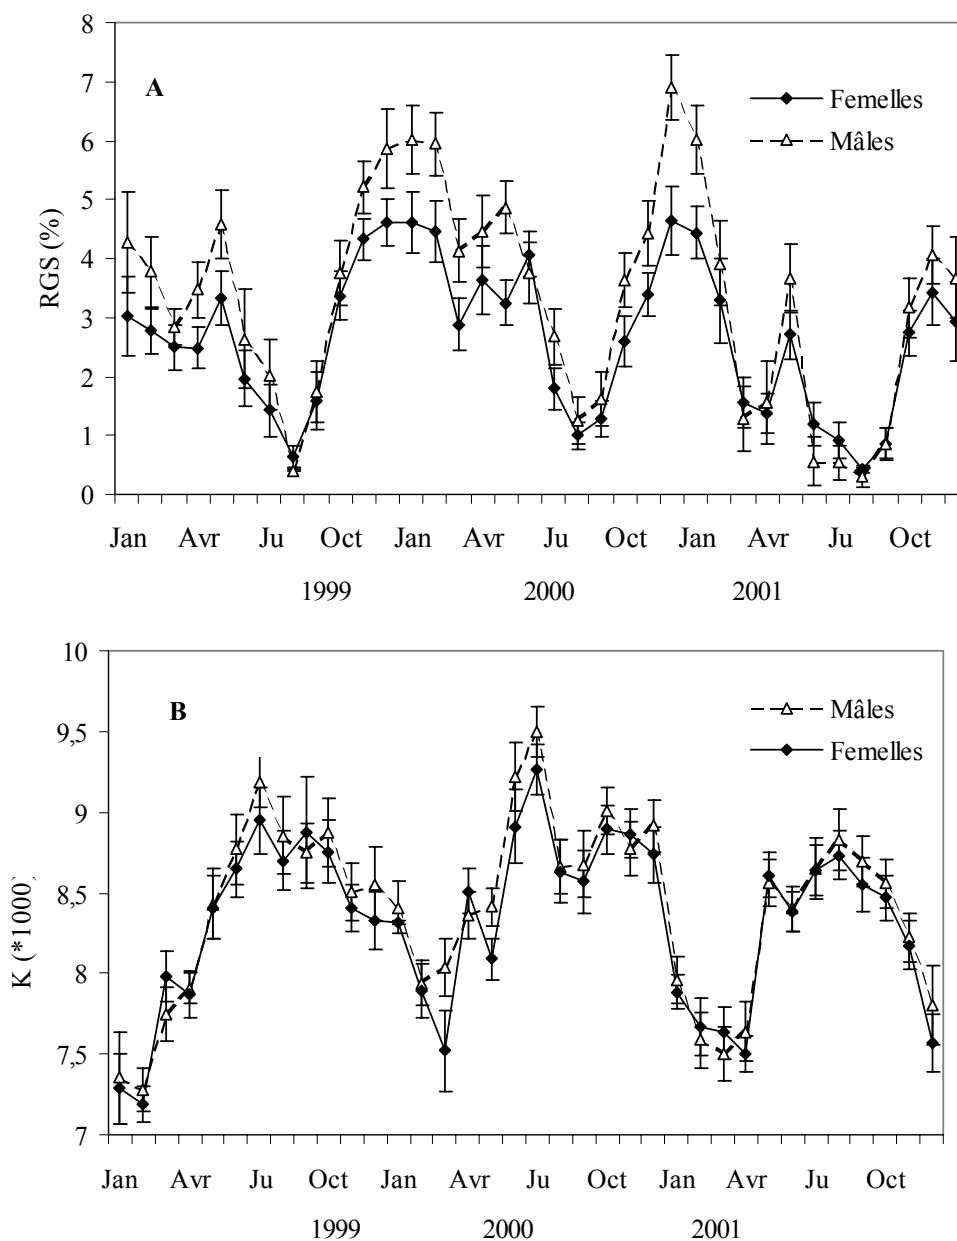 8
A
7
Femelles
6
Mâles
5
RGS (%)
4
3
2
1
0
Jan Avr Ju Oct Jan Avr Ju Oct Jan Avr Ju Oct
1999 2000 2001
10
B
Mâles
9,5
Femelles
9
K (*1000)
8,5
8
7,5
7
Jan Avr Ju Oct Jan Avr Ju Oct Jan Avr Ju Oct
1999 2000 2001